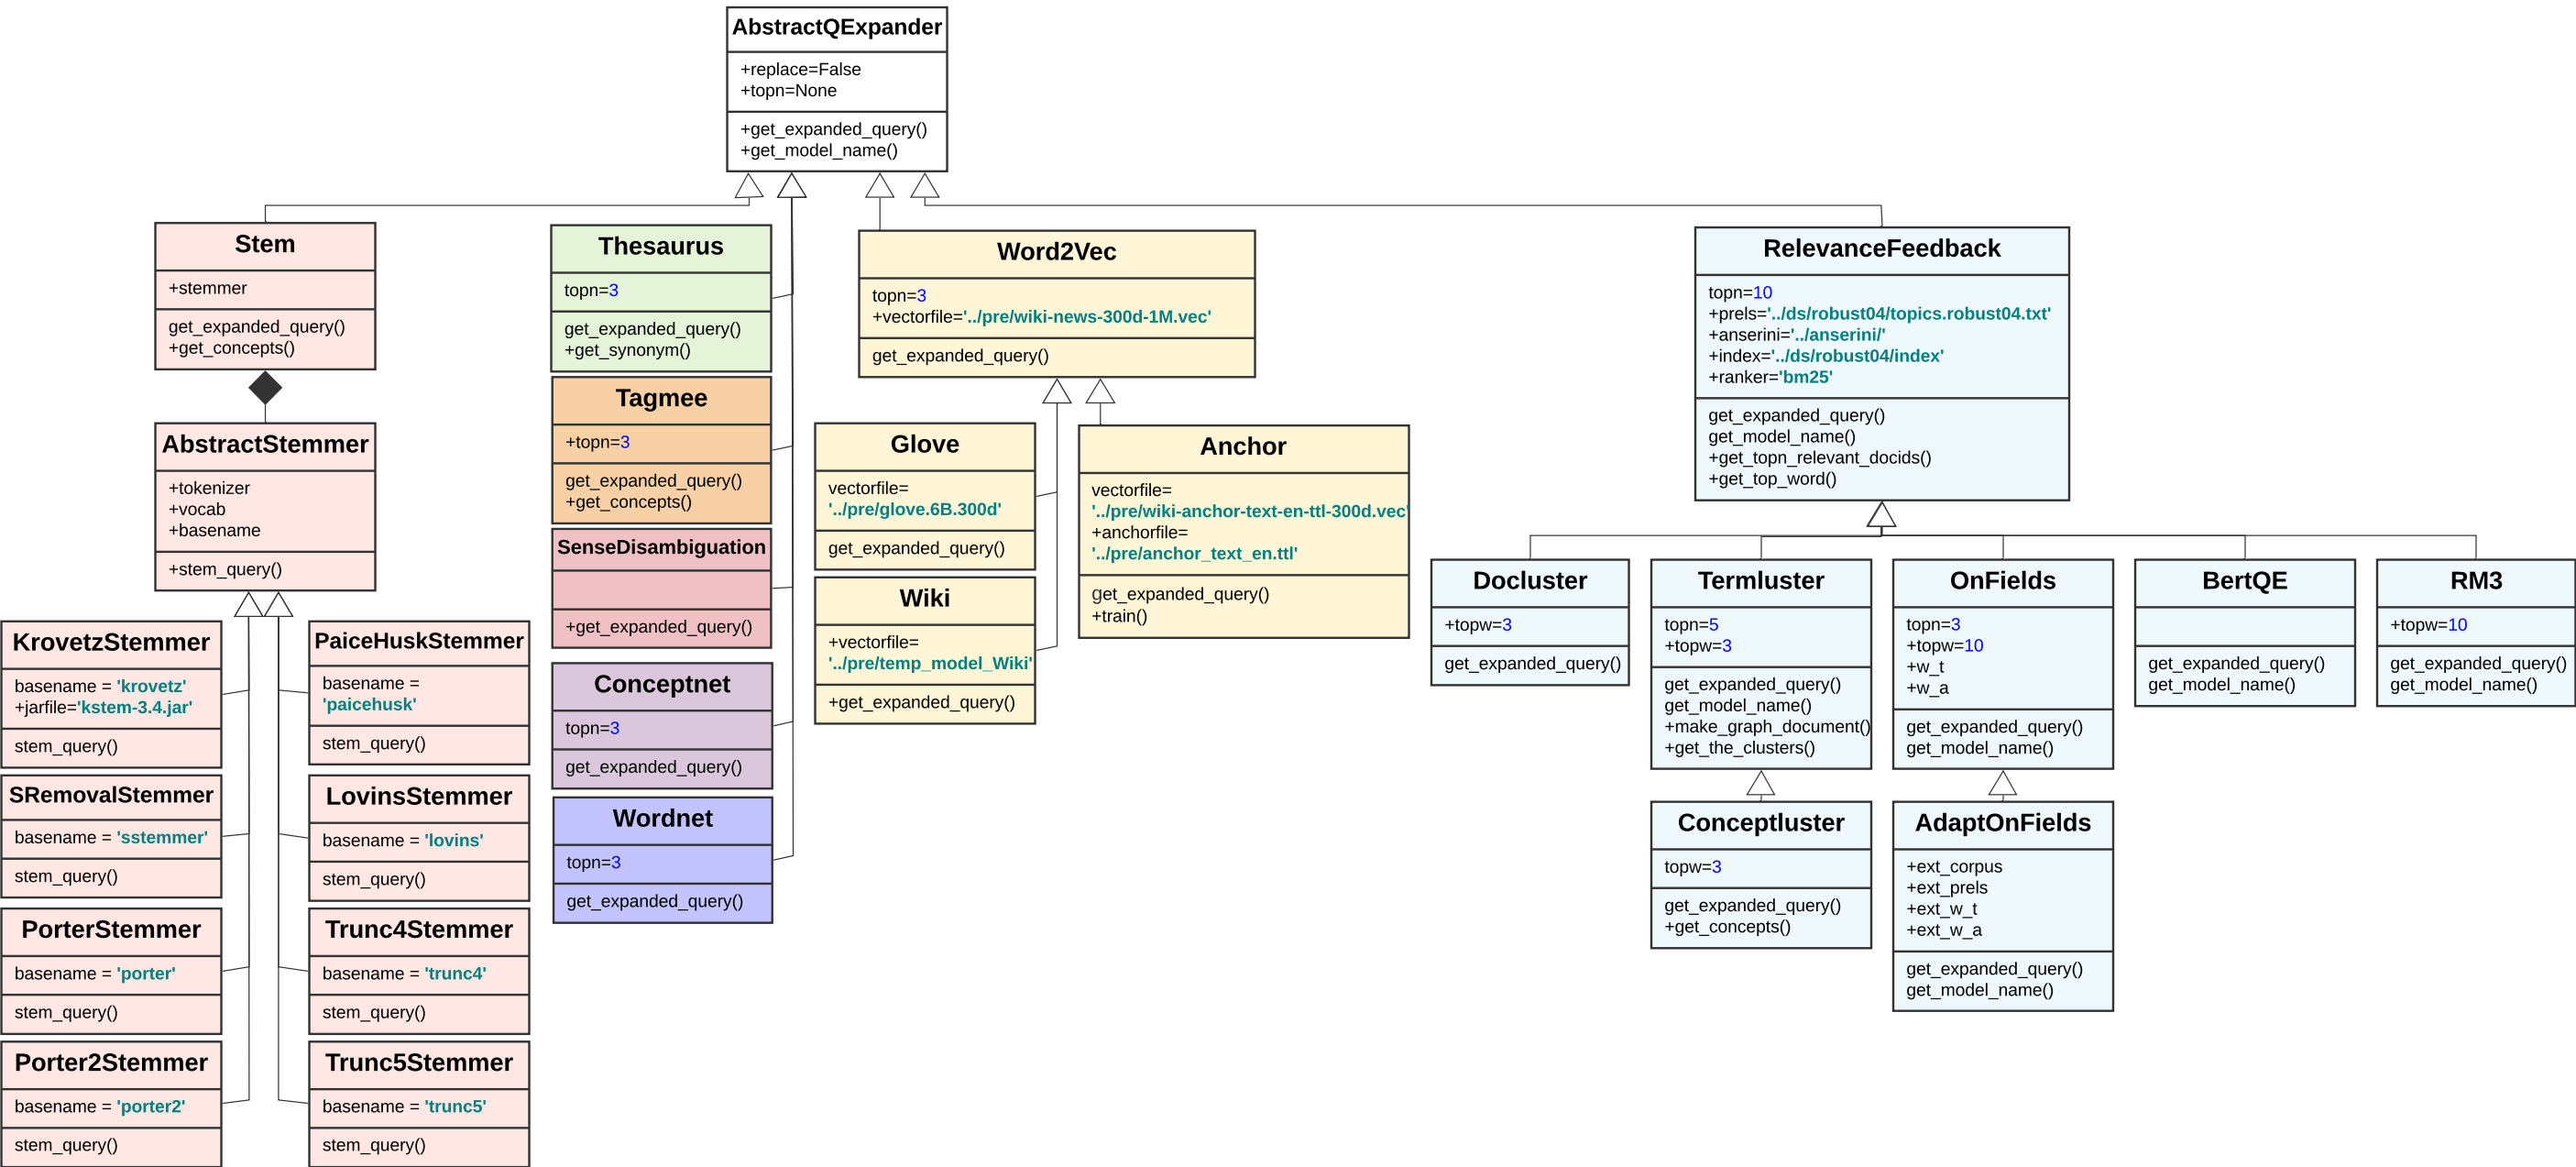 AbstractQExpander
+replace=False
+topn=None
+get_expanded_query()
+get_model_name()
Stem
+stemmer
get_expanded_query()
+get_concepts()
AbstractStemmer
+tokenizer
+vocab
+basename
+stem_query()
KrovetzStemmer
basename = 'krovetz'
+jarfile='kstem-3.4.jar'
stem_query()
SRemovalStemmer
basename = 'sstemmer'
stem_query()
PorterStemmer
basename = 'porter'
stem_query()
Porter2Stemmer
basename = 'porter2'
stem_query()
PaiceHuskStemmer
basename =
'paicehusk'
stem_query()
LovinsStemmer
basename = 'lovins'
stem_query()
Trunc4Stemmer
basename = 'trunc4'
stem_query()
Trunc5Stemmer
basename = 'trunc5'
stem_query()
Thesaurus
topn=3
get_expanded_query()
+get_synonym()
Tagmee
+topn=3
get_expanded_query()
+get_concepts()
SenseDisambiguation
+get_expanded_query()
Conceptnet
topn=3
get_expanded_query()
Wordnet
topn=3
get_expanded_query()
Word2Vec
topn=3
+vectorfile='../pre/wiki-news-300d-1M.vec'
get_expanded_query()
Glove
vectorfile=
'../pre/glove.6B.300d'
get_expanded_query()
Wiki
+vectorfile=
'../pre/temp_model_Wiki'
+get_expanded_query()
Anchor
vectorfile=
'../pre/wiki-anchor-text-en-ttl-300d.vec'
+anchorfile=
'../pre/anchor_text_en.ttl'
get_expanded_query()
+train()
RelevanceFeedback
topn=10
+prels='../ds/robust04/topics.robust04.txt'
+anserini='../anserini/'
+index='../ds/robust04/index'
+ranker='bm25'
get_expanded_query()
get_model_name()
+get_topn_relevant_docids()
+get_top_word()
Docluster
+topw=3
get_expanded_query()
Termluster
topn=5
+topw=3
get_expanded_query()
get_model_name()
+make_graph_document()
+get_the_clusters()
Conceptluster
topw=3
get_expanded_query()
+get_concepts()
OnFields
topn=3
+topw=10
+w_t
+w_a
get_expanded_query()
get_model_name()
AdaptOnFields
+ext_corpus
+ext_prels
+ext_w_t
+ext_w_a
get_expanded_query()
get_model_name()
BertQE
get_expanded_query()
get_model_name()
RM3
+topw=10
get_expanded_query()
get_model_name()